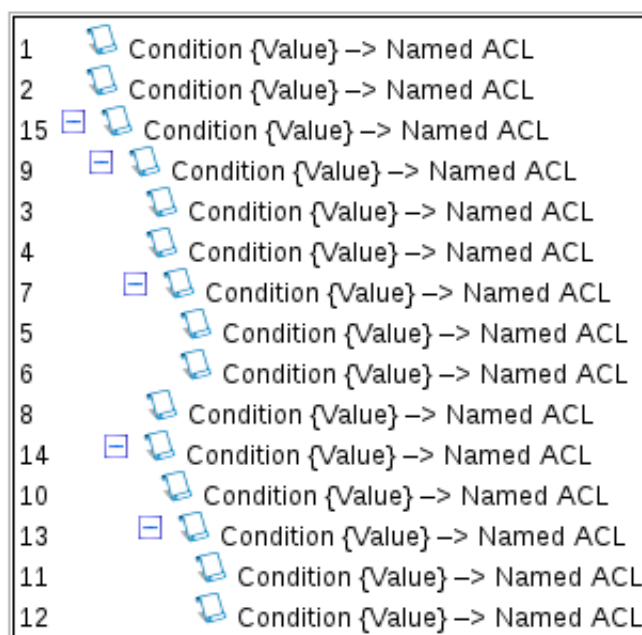 1 Condition {Value} –> Named ACL
2 Condition {Value} –> Named ACL
15 Condition {Value} –> Named ACL
9 Condition {Value} –> Named ACL
3 Condition {Value} –> Named ACL
4 Condition {Value} –> Named ACL
7 Condition {Value} –> Named ACL
5 Condition {Value} –> Named ACL
6 Condition {Value} –> Named ACL
8 Condition {Value} –> Named ACL
14 Condition {Value} –> Named ACL
10 Condition {Value} –> Named ACL
13 Condition {Value} –> Named ACL
11 Condition {Value} –> Named ACL
12 Condition {Value} –> Named ACL